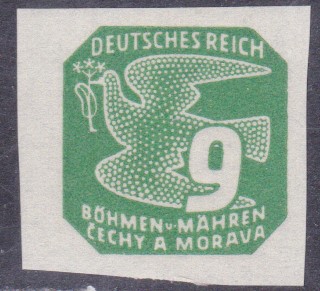 DEUTSCHES REICH
9
BÖHMEN u. MÄHREN
ČECHY A MORAVA